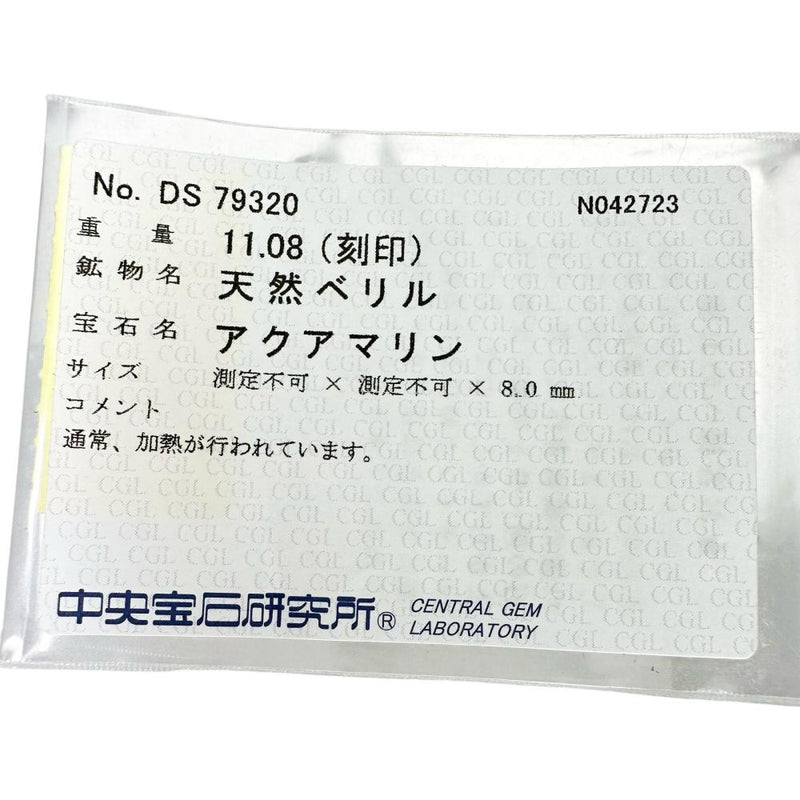 No. DS 79320 N042723
重量 11.08（刻印）
鉱物名 天然ベリル
宝石名 アクアマリン
サイズ 測定不可 × 測定不可 × 8.0 mm
コメント
通常、加熱が行われています。
中央宝石研究所® CENTRAL GEM
LABORATORY